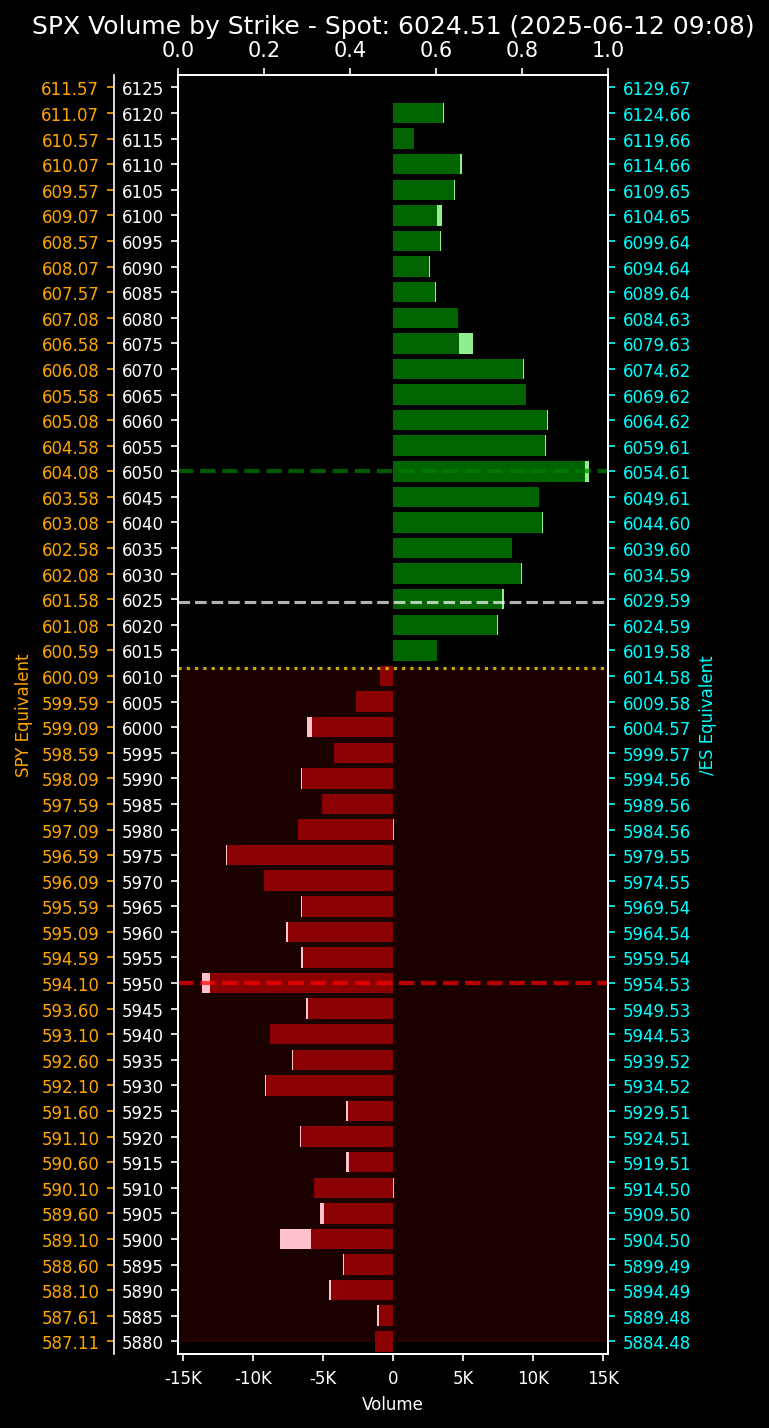 SPX Volume by Strike - Spot: 6024.51 (2025-06-12 09:08)
0.0 0.2 0.4 0.6 0.8 1.0
611.57 6125 6129.67
611.07 6120 6124.66
610.57 6115 6119.66
610.07 6110 6114.66
609.57 6105 6109.65
609.07 6100 6104.65
608.57 6095 6099.64
608.07 6090 6094.64
607.57 6085 6089.64
607.08 6080 6084.63
606.58 6075 6079.63
606.08 6070 6074.62
605.58 6065 6069.62
605.08 6060 6064.62
604.58 6055 6059.61
604.08 6050 6054.61
603.58 6045 6049.61
603.08 6040 6044.60
602.58 6035 6039.60
602.08 6030 6034.59
601.58 6025 6029.59
601.08 6020 6024.59
600.59 6015 6019.58
600.09 6010 6014.58
599.59 6005 6009.58
599.09 6000 6004.57
598.59 5995 5999.57
598.09 5990 5994.56
597.59 5985 5989.56
597.09 5980 5984.56
596.59 5975 5979.55
596.09 5970 5974.55
595.59 5965 5969.54
595.09 5960 5964.54
594.59 5955 5959.54
594.10 5950 5954.53
593.60 5945 5949.53
593.10 5940 5944.53
592.60 5935 5939.52
592.10 5930 5934.52
591.60 5925 5929.51
591.10 5920 5924.51
590.60 5915 5919.51
590.10 5910 5914.50
589.60 5905 5909.50
589.10 5900 5904.50
588.60 5895 5899.49
588.10 5890 5894.49
587.61 5885 5889.48
587.11 5880 5884.48
SPY Equivalent
/ES Equivalent
-15K -10K -5K 0 5K 10K 15K
Volume